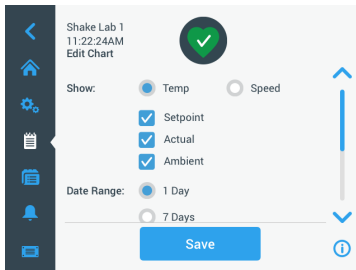 Shake Lab 1
11:22:24AM
Edit Chart
Show: Temp Speed
Setpoint
Actual
Ambient
Date Range: 1 Day
7 Days
Save